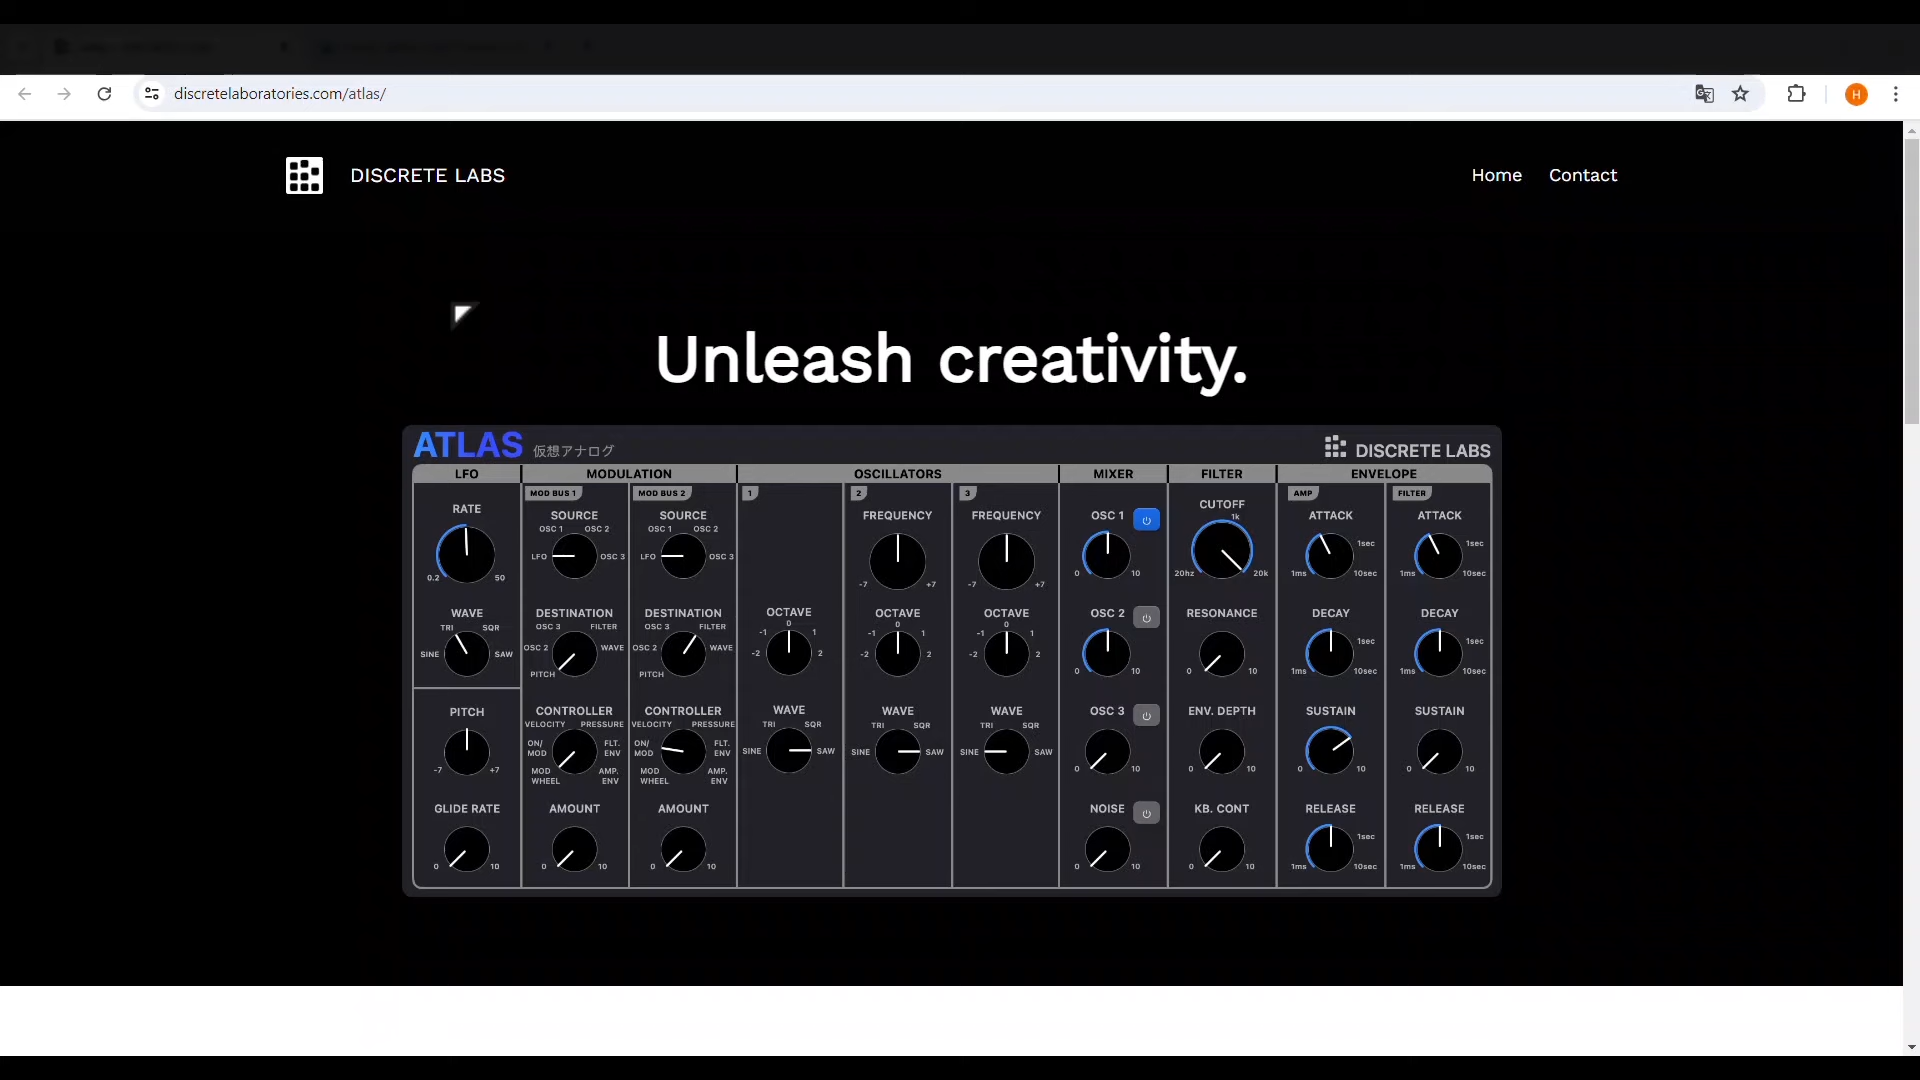 discretelaboratories.com/atlas/
H
DISCRETE LABS
Home Contact
Unleash creativity.
ATLAS 仮想アナログ DISCRETE LABS
LFO MODULATION OSCILLATORS MIXER FILTER ENVELOPE
MOD BUS 1 MOD BUS 2 1 2 3 AMP FILTER
RATE SOURCE SOURCE FREQUENCY FREQUENCY OSC 1 CUTOFF ATTACK ATTACK
OSC 1 OSC 2 OSC 1 OSC 2 1k
LFO OSC 3 LFO OSC 3 1sec 1sec
0.2 50 -7 +7 -7 +7 0 10 20hz 20k 1ms 10sec 1ms 10sec
WAVE DESTINATION DESTINATION OCTAVE OCTAVE OCTAVE OSC 2 RESONANCE DECAY DECAY
TRI SQR OSC 3 FILTER OSC 3 FILTER 0 0 0
-1 1 -1 1 -1 1 1sec 1sec
SINE SAW OSC 2 WAVE OSC 2 WAVE -2 2 -2 2 -2 2
PITCH PITCH 0 10 0 10 1ms 10sec 1ms 10sec
PITCH CONTROLLER CONTROLLER WAVE WAVE WAVE OSC 3 ENV. DEPTH SUSTAIN SUSTAIN
VELOCITY PRESSURE VELOCITY PRESSURE TRI SQR TRI SQR TRI SQR
ON/ MOD FLT. ENV ON/ MOD FLT. ENV SINE SAW SINE SAW SINE SAW
-7 +7 MOD WHEEL AMP. ENV MOD WHEEL AMP. ENV 0 10 0 10 0 10 0 10
GLIDE RATE AMOUNT AMOUNT NOISE KB. CONT RELEASE RELEASE
1sec 1sec
0 10 0 10 0 10 0 10 0 10 1ms 10sec 1ms 10sec